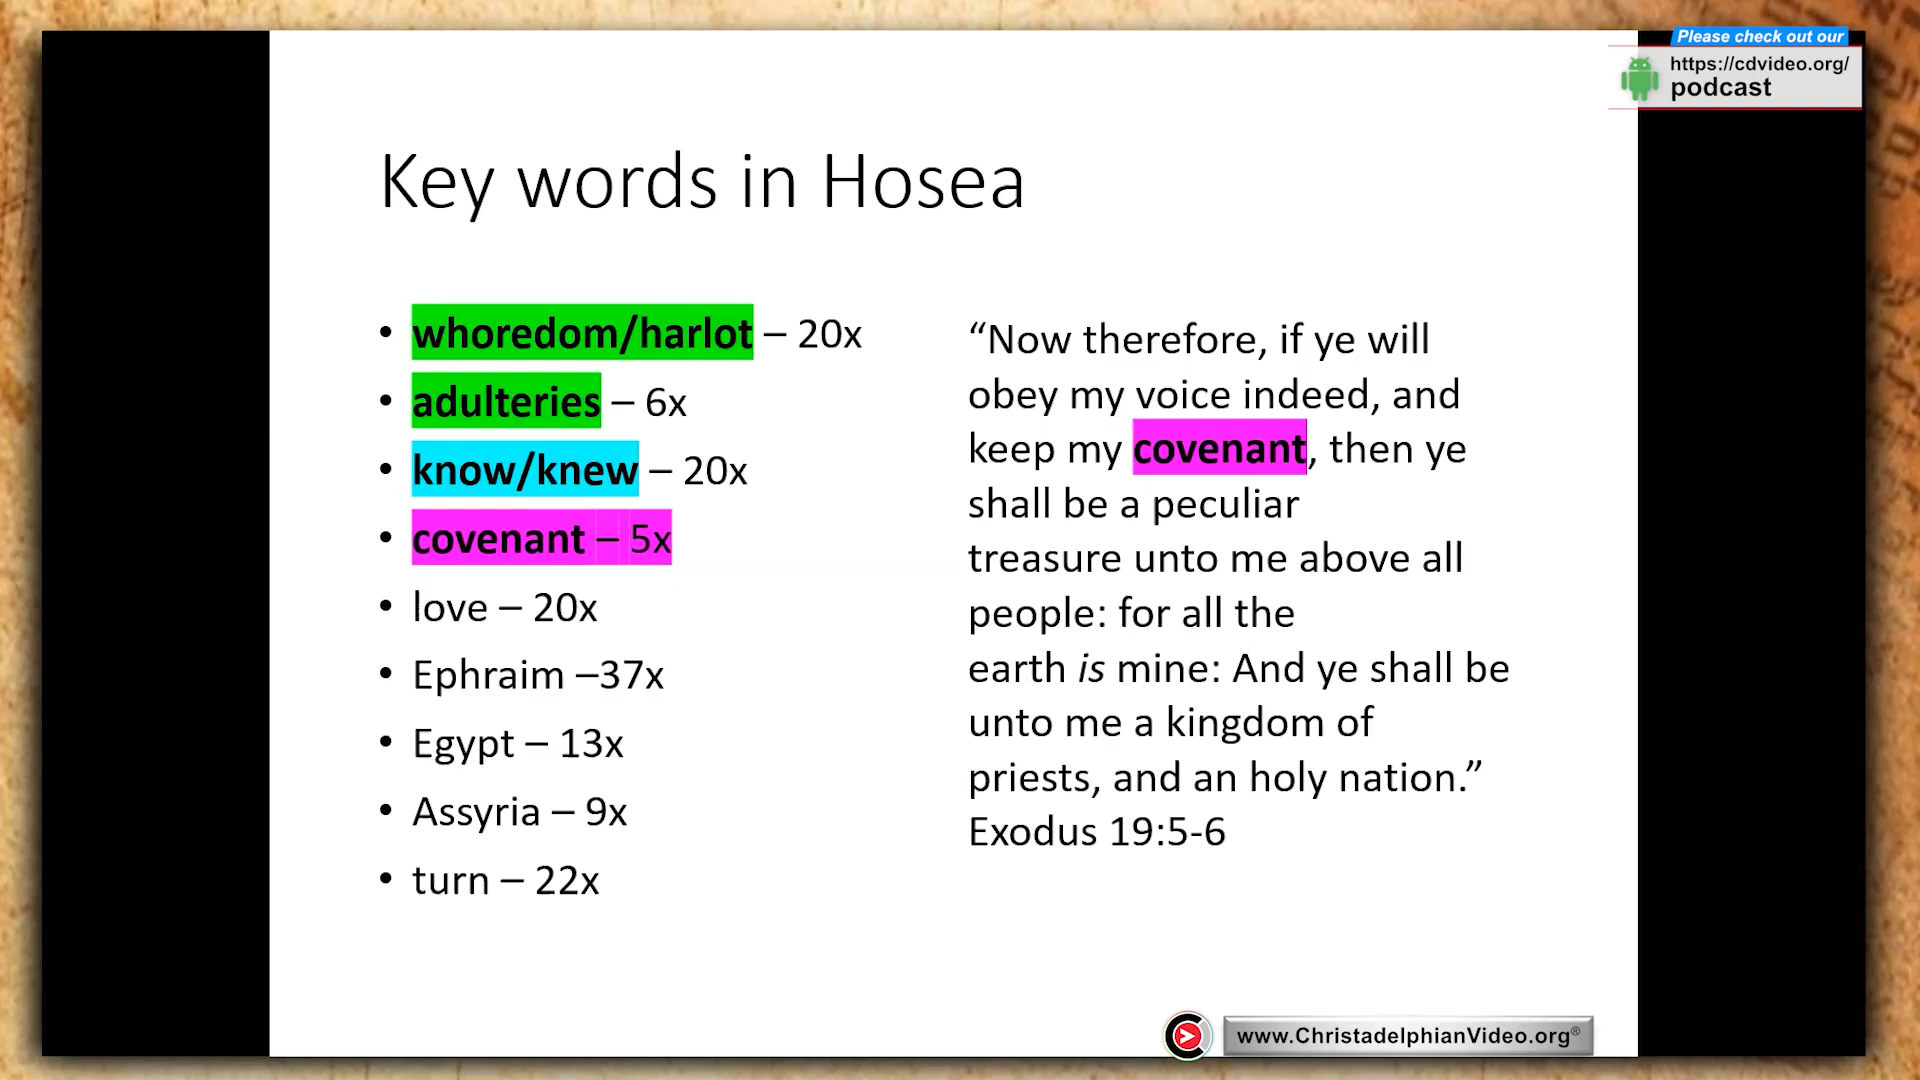 Please check out our
https://cdvideo.org/
podcast
Key words in Hosea
• whoredom/harlot – 20x
• adulteries – 6x
• know/knew – 20x
• covenant – 5x
• love – 20x
• Ephraim –37x
• Egypt – 13x
• Assyria – 9x
• turn – 22x
“Now therefore, if ye will
obey my voice indeed, and
keep my covenant, then ye
shall be a peculiar
treasure unto me above all
people: for all the
earth is mine: And ye shall be
unto me a kingdom of
priests, and an holy nation.”
Exodus 19:5-6
www.ChristadelphianVideo.org®